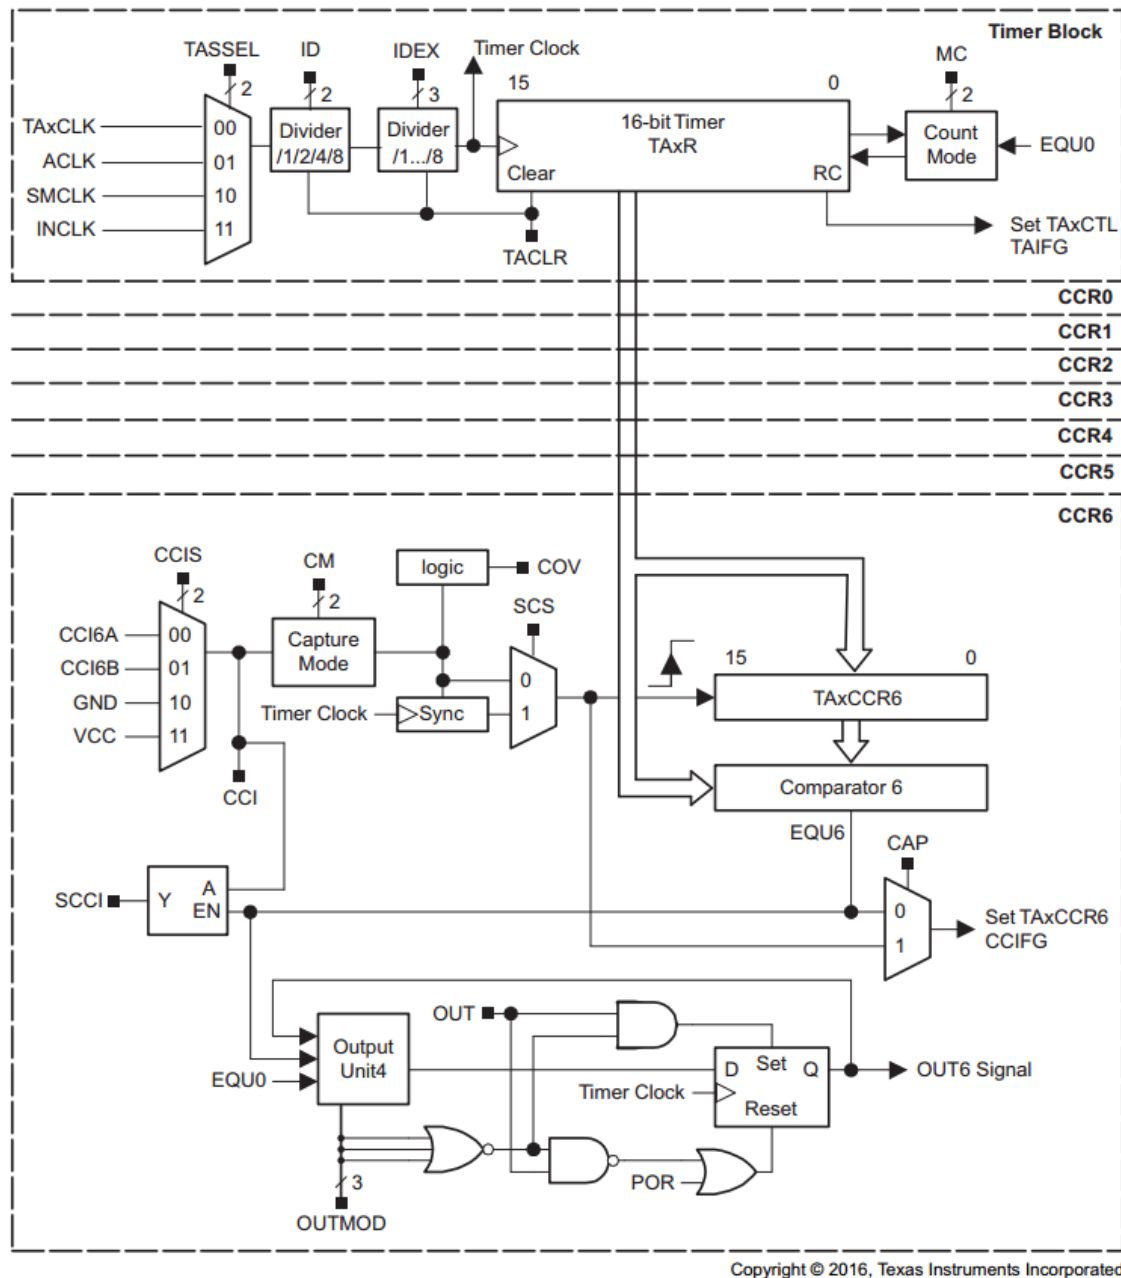 Timer Block
TASSEL
ID
IDEX
Timer Clock
MC
2
2
3
15
0
2
TAxCLK
ACLK
SMCLK
INCLK
00
01
10
11
Divider
/1/2/4/8
Divider
/1.../8
16-bit Timer
TAxR
Clear
RC
Count
Mode
EQU0
TACLR
Set TAxCTL
TAIFG
CCR0
CCR1
CCR2
CCR3
CCR4
CCR5
CCR6
CCIS
2
CM
2
logic
COV
SCS
CCI6A
CCI6B
GND
VCC
00
01
10
11
Capture
Mode
Timer Clock
Sync
0
1
15
0
TAxCCR6
Comparator 6
CCI
EQU6
CAP
SCCI
Y
A
EN
0
1
Set TAxCCR6
CCIFG
OUT
Output
Unit4
EQU0
D
Set
Q
Timer Clock
Reset
OUT6 Signal
POR
3
OUTMOD
Copyright © 2016, Texas Instruments Incorporated